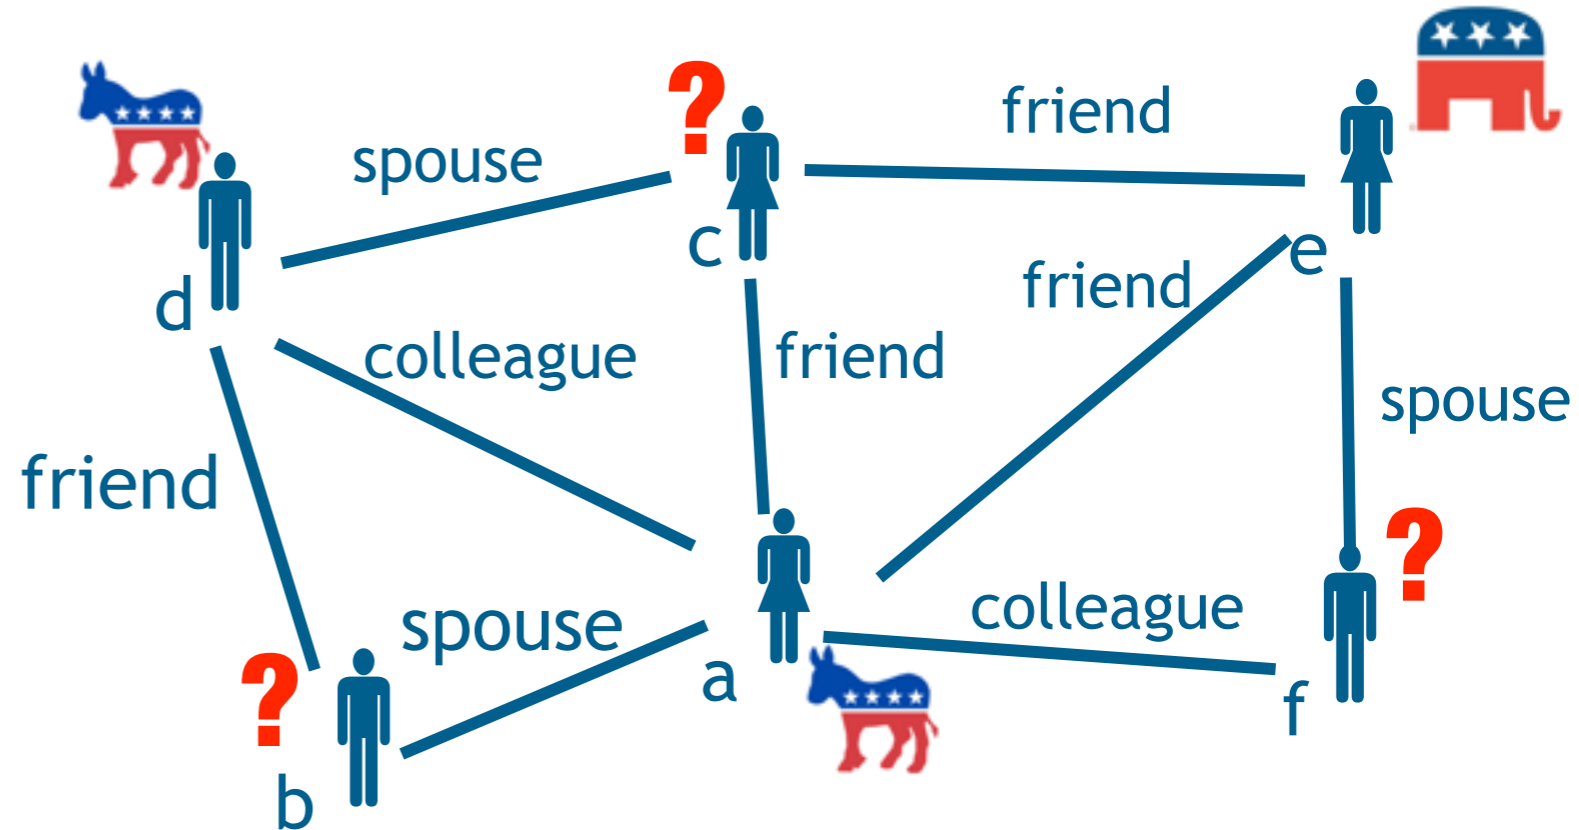 ?
friend
spouse
c
e
d
friend
colleague
friend
spouse
friend
?
colleague
spouse
?
a
f
b